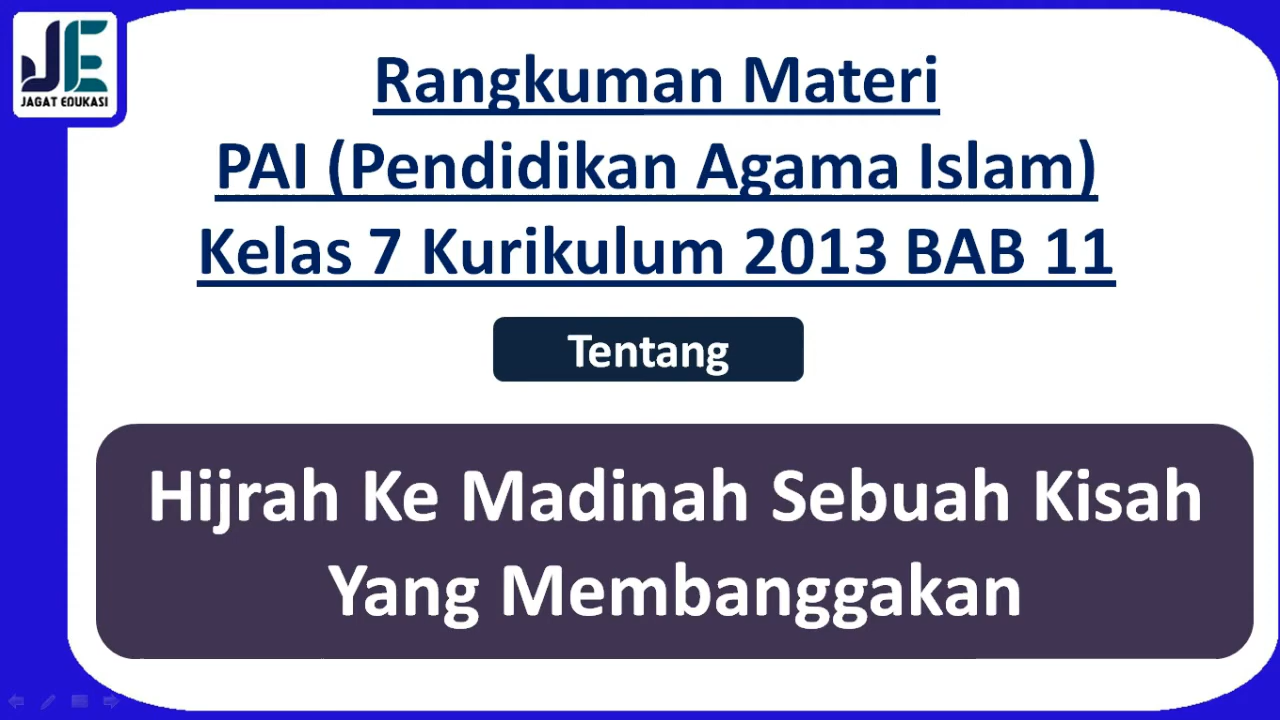 JE
JAGAT EDUKASI
Rangkuman Materi
PAI (Pendidikan Agama Islam)
Kelas 7 Kurikulum 2013 BAB 11
Tentang
Hijrah Ke Madinah Sebuah Kisah
Yang Membanggakan